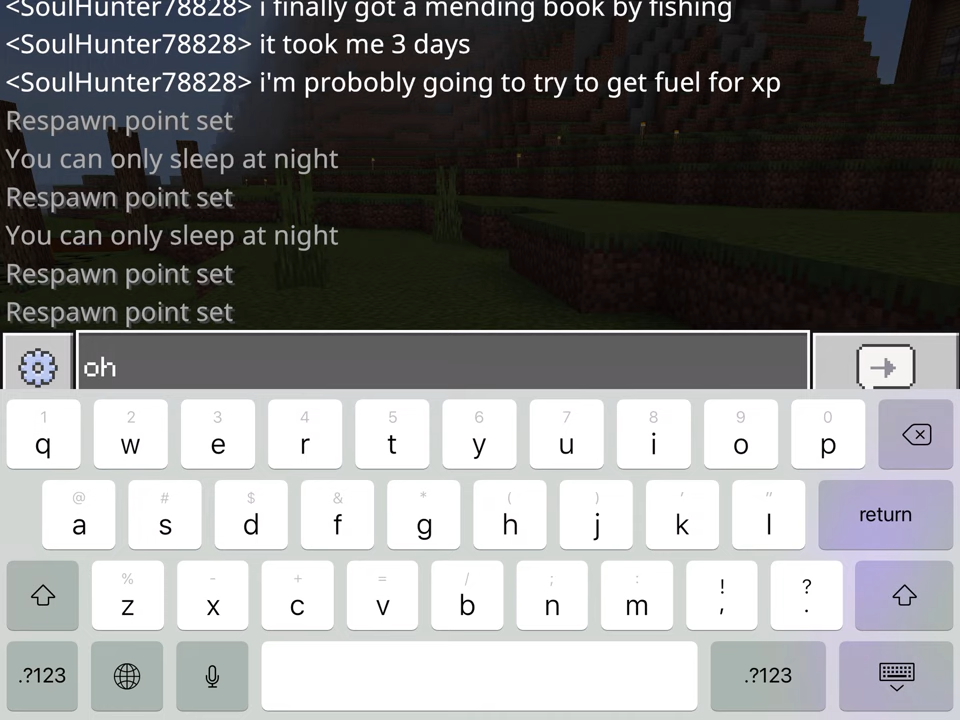 <SoulHunter78828> i finally got a mending book by fishing
<SoulHunter78828> it took me 3 days
<SoulHunter78828> i'm probobly going to try to get fuel for xp
Respawn point set
You can only sleep at night
Respawn point set
You can only sleep at night
Respawn point set
Respawn point set
oh
1 2 3 4 5 6 7 8 9 0
q w e r t y u i o p
@ # $ & * ( ) ' "
a s d f g h j k l return
% - + = / ; : ! ?
z x c v b n m , .
.?123 .?123